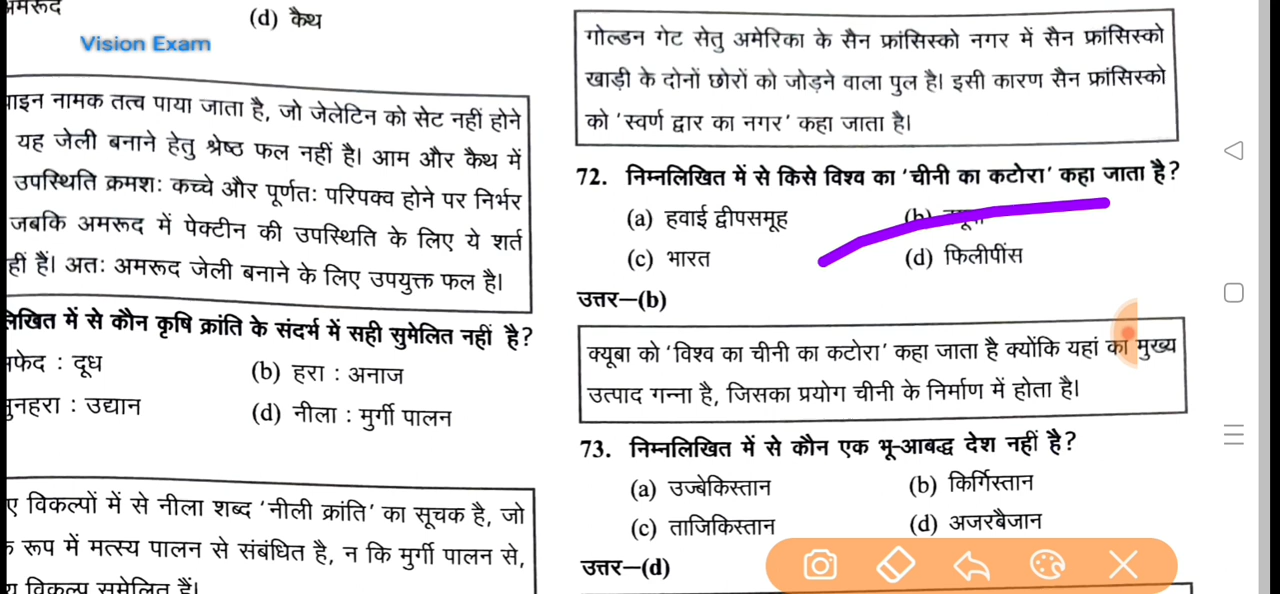 अमरूद
(d) कैथ
Vision Exam
नामक तत्व पाया जाता है, जो जेलेटिन को सेट नहीं होने
यह जेली बनाने हेतु श्रेष्ठ फल नहीं है। आम और कैथ में
उपस्थिति क्रमशः कच्चे और पूर्णतः परिपक्व होने पर निर्भर
जबकि अमरूद में पेक्टीन की उपस्थिति के लिए ये शर्त
हीं हैं। अतः अमरूद जेली बनाने के लिए उपयुक्त फल है।
लिखित में से कौन कृषि क्रांति के संदर्भ में सही सुमेलित नहीं है?
: दूध
(b) हरा : अनाज
: उद्यान
(d) नीला : मुर्गी पालन
ए विकल्पों में से नीला शब्द 'नीली क्रांति' का सूचक है, जो
रूप में मत्स्य पालन से संबंधित है, न कि मुर्गी पालन से,
विकल्प सुमेलित हैं।
गोल्डन गेट सेतु अमेरिका के सैन फ्रांसिस्को नगर में सैन फ्रांसिस्को
खाड़ी के दोनों छोरों को जोड़ने वाला पुल है। इसी कारण सैन फ्रांसिस्को
को 'स्वर्ण द्वार का नगर' कहा जाता है।
72. निम्नलिखित में से किसे विश्व का 'चीनी का कटोरा' कहा जाता है?
(a) हवाई द्वीपसमूह
(b) क्यूबा
(c) भारत
(d) फिलीपींस
उत्तर–(b)
क्यूबा को 'विश्व का चीनी का कटोरा' कहा जाता है क्योंकि यहां का मुख्य
उत्पाद गन्ना है, जिसका प्रयोग चीनी के निर्माण में होता है।
73. निम्नलिखित में से कौन एक भू-आबद्ध देश नहीं है?
(a) उज्बेकिस्तान
(b) किर्गिस्तान
(c) ताजिकिस्तान
(d) अजरबैजान
उत्तर–(d)